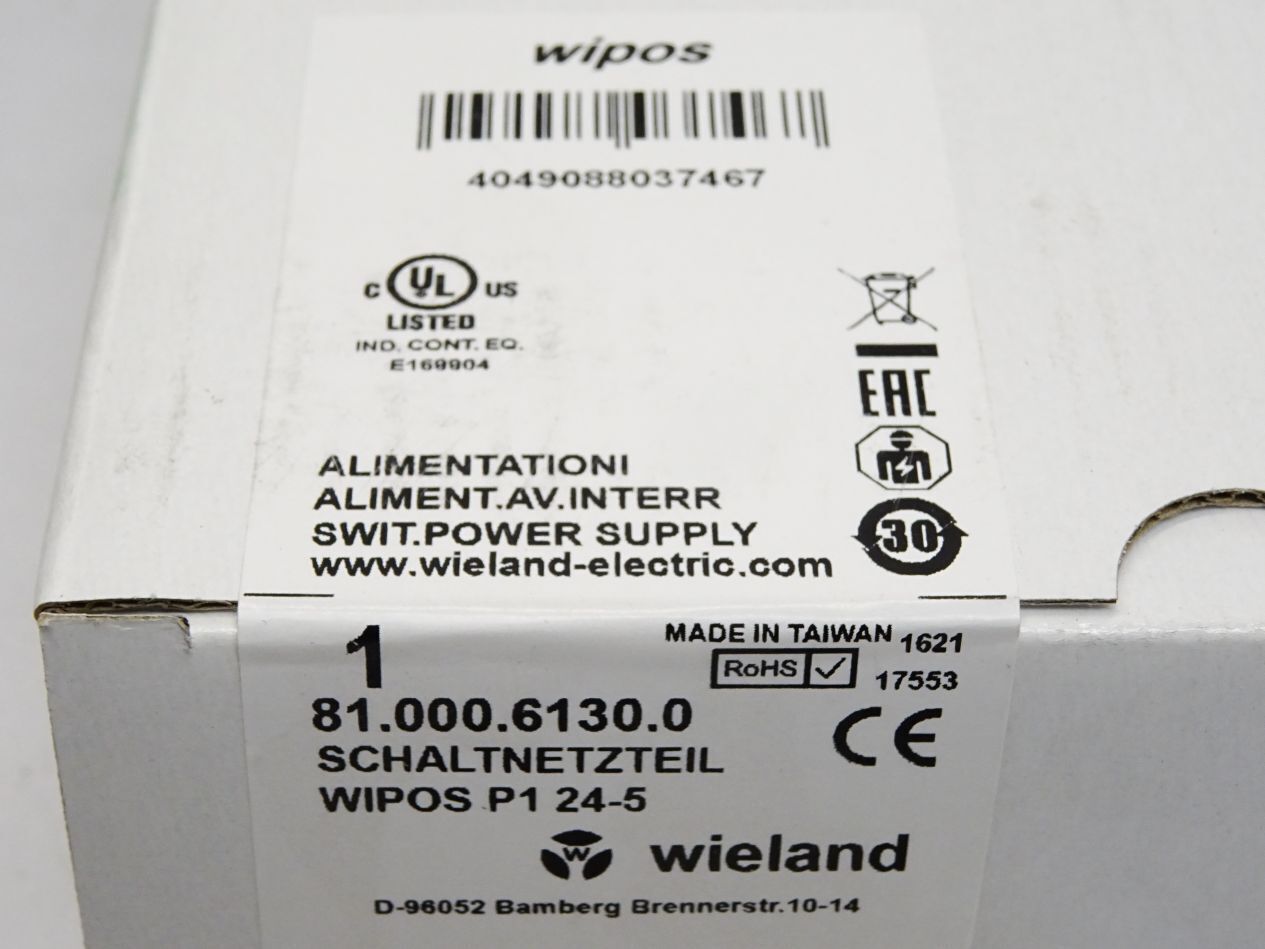 wipos
4049088037467
C UL US
LISTED
IND. CONT. EQ.
E169904
EAC
ALIMENTATIONI
ALIMENT.AV.INTERR
SWIT.POWER SUPPLY
30
www.wieland-electric.com
1
MADE IN TAIWAN 1621
RoHS 17553
81.000.6130.0
CE
SCHALTNETZTEIL
WIPOS P1 24-5
W wieland
D-96052 Bamberg Brennerstr.10-14